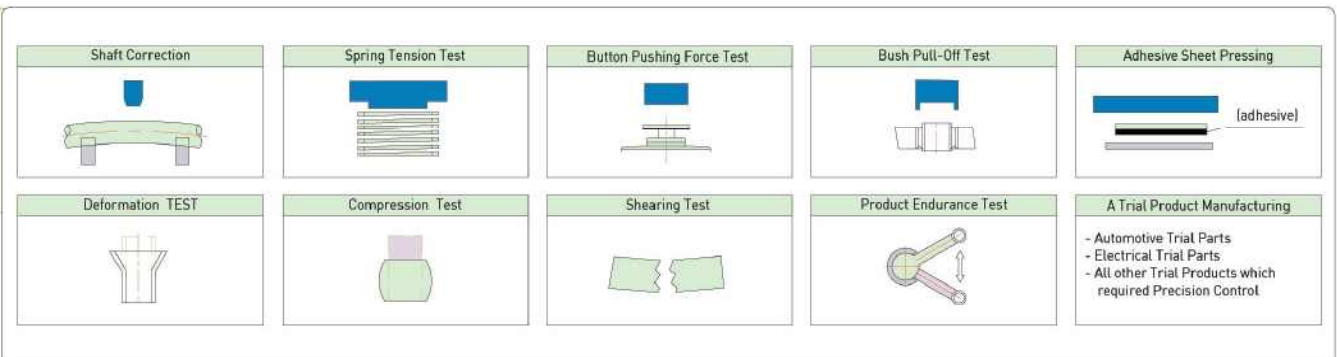 Shaft Correction
Spring Tension Test
Button Pushing Force Test
Bush Pull-Off Test
Adhesive Sheet Pressing
(adhesive)
Deformation TEST
Compression Test
Shearing Test
Product Endurance Test
A Trial Product Manufacturing
- Automotive Trial Parts
- Electrical Trial Parts
- All other Trial Products which
required Precision Control